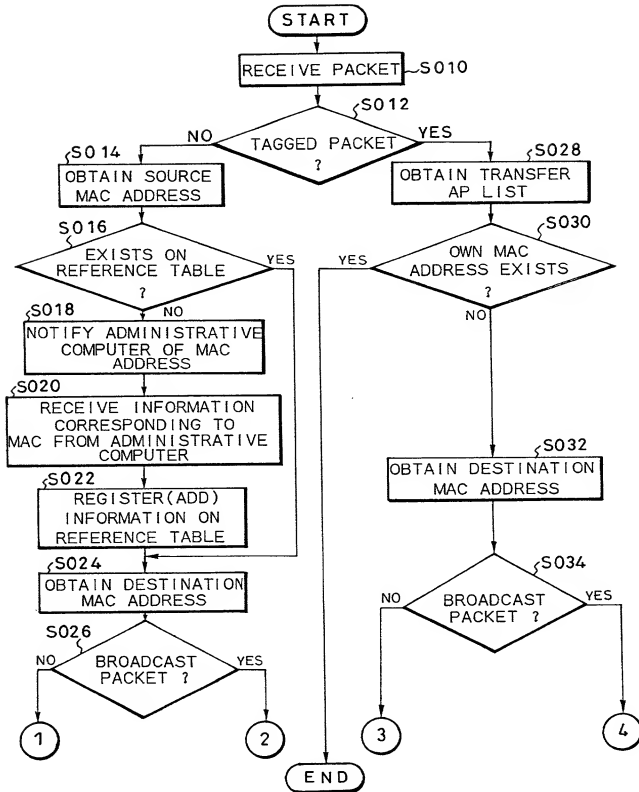 START
RECEIVE PACKET
S010
S012
TAGGED PACKET
?
NO
YES
S014
OBTAIN SOURCE
MAC ADDRESS
S016
EXISTS ON
REFERENCE TABLE
?
YES
NO
S018
NOTIFY ADMINISTRATIVE
COMPUTER OF MAC
ADDRESS
S020
RECEIVE INFORMATION
CORRESPONDING TO
MAC FROM ADMINISTRATIVE
COMPUTER
S022
REGISTER(ADD)
INFORMATION ON
REFERENCE TABLE
S024
OBTAIN DESTINATION
MAC ADDRESS
S026
BROADCAST
PACKET ?
NO
YES
1
2
S028
OBTAIN TRANSFER
AP LIST
S030
OWN MAC
ADDRESS EXISTS
?
YES
NO
S032
OBTAIN DESTINATION
MAC ADDRESS
S034
BROADCAST
PACKET ?
NO
YES
3
4
END